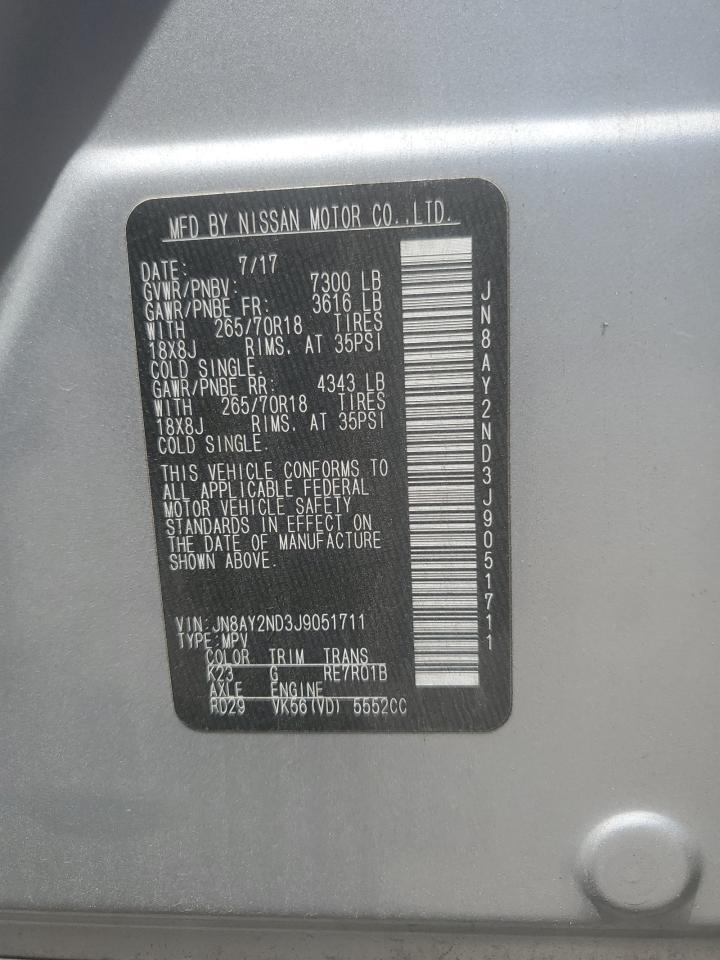 MFD BY NISSAN MOTOR CO.,LTD.
DATE: 7/17
GVWR/PNBV: 7300 LB
GAWR/PNBE FR: 3616 LB
WITH 265/70R18 TIRES
18X8J RIMS. AT 35PSI
COLD SINGLE.
GAWR/PNBE RR: 4343 LB
WITH 265/70R18 TIRES
18X8J RIMS. AT 35PSI
COLD SINGLE.
THIS VEHICLE CONFORMS TO
ALL APPLICABLE FEDERAL
MOTOR VEHICLE SAFETY
STANDARDS IN EFFECT ON
THE DATE OF MANUFACTURE
SHOWN ABOVE.
VIN:JN8AY2ND3J9051711
TYPE:MPV
COLOR TRIM TRANS
K23 G RE7R01B
AXLE ENGINE
RD29 VK56(VD) 5552CC
JN8AY2ND3J9051711